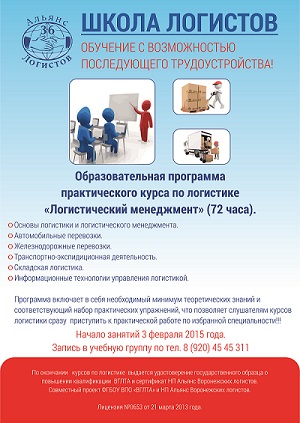 Альянс
36
Логистов
ШКОЛА ЛОГИСТОВ
ОБУЧЕНИЕ С ВОЗМОЖНОСТЬЮ
ПОСЛЕДУЮЩЕГО ТРУДОУСТРОЙСТВА!
Образовательная программа
практического курса по логистике
«Логистический менеджмент» (72 часа).
Основы логистики и логистического менеджмента.
Автомобильные перевозки.
Железнодорожные перевозки.
Транспортно-экспидиционная деятельность.
Складская логистика.
Информационные технологии управления логистикой.
Программа включает в себя необходимый минимум теоретических знаний и
соответствующий набор практических упражнений, что позволяет слушателям курсов
логистики сразу приступить к практической работе по избранной специальности!!!
Начало занятий 3 февраля 2015 года.
Запись в учебную группу по тел. 8 (920) 45 45 311
По окончании курсов по логистике выдается удостоверение государственного образца о
повышении квалификации ВГЛТА и сертификат НП Альянс Воронежских логистов.
Совместный проект ФГБОУ ВПО «ВГЛТА» и НП Альянс Воронежских логистов.
Лицензия №0653 от 21 марта 2013 года.